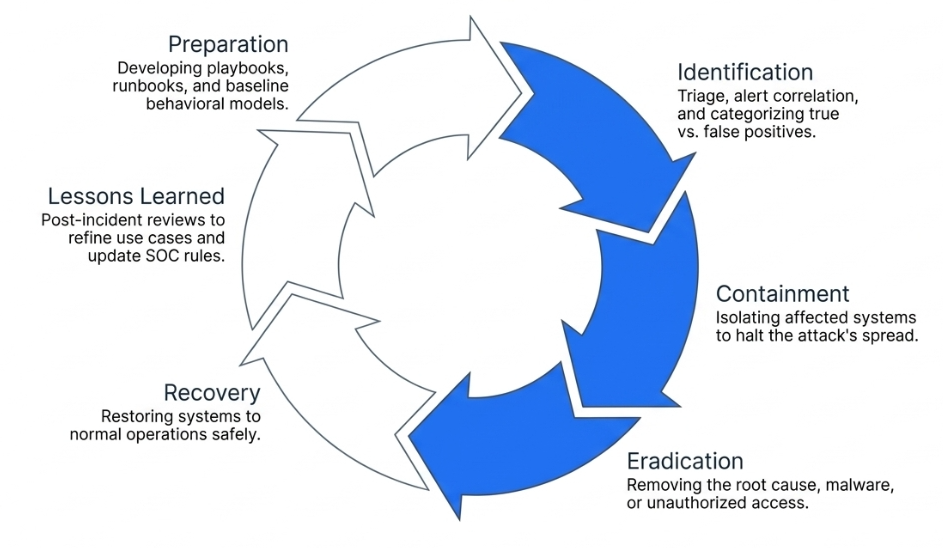 Preparation
Developing playbooks,
runbooks, and baseline
behavioral models.
Identification
Triage, alert correlation,
and categorizing true
vs. false positives.
Containment
Isolating affected systems
to halt the attack's spread.
Eradication
Removing the root cause, malware,
or unauthorized access.
Recovery
Restoring systems to
normal operations safely.
Lessons Learned
Post-incident reviews to
refine use cases and
update SOC rules.